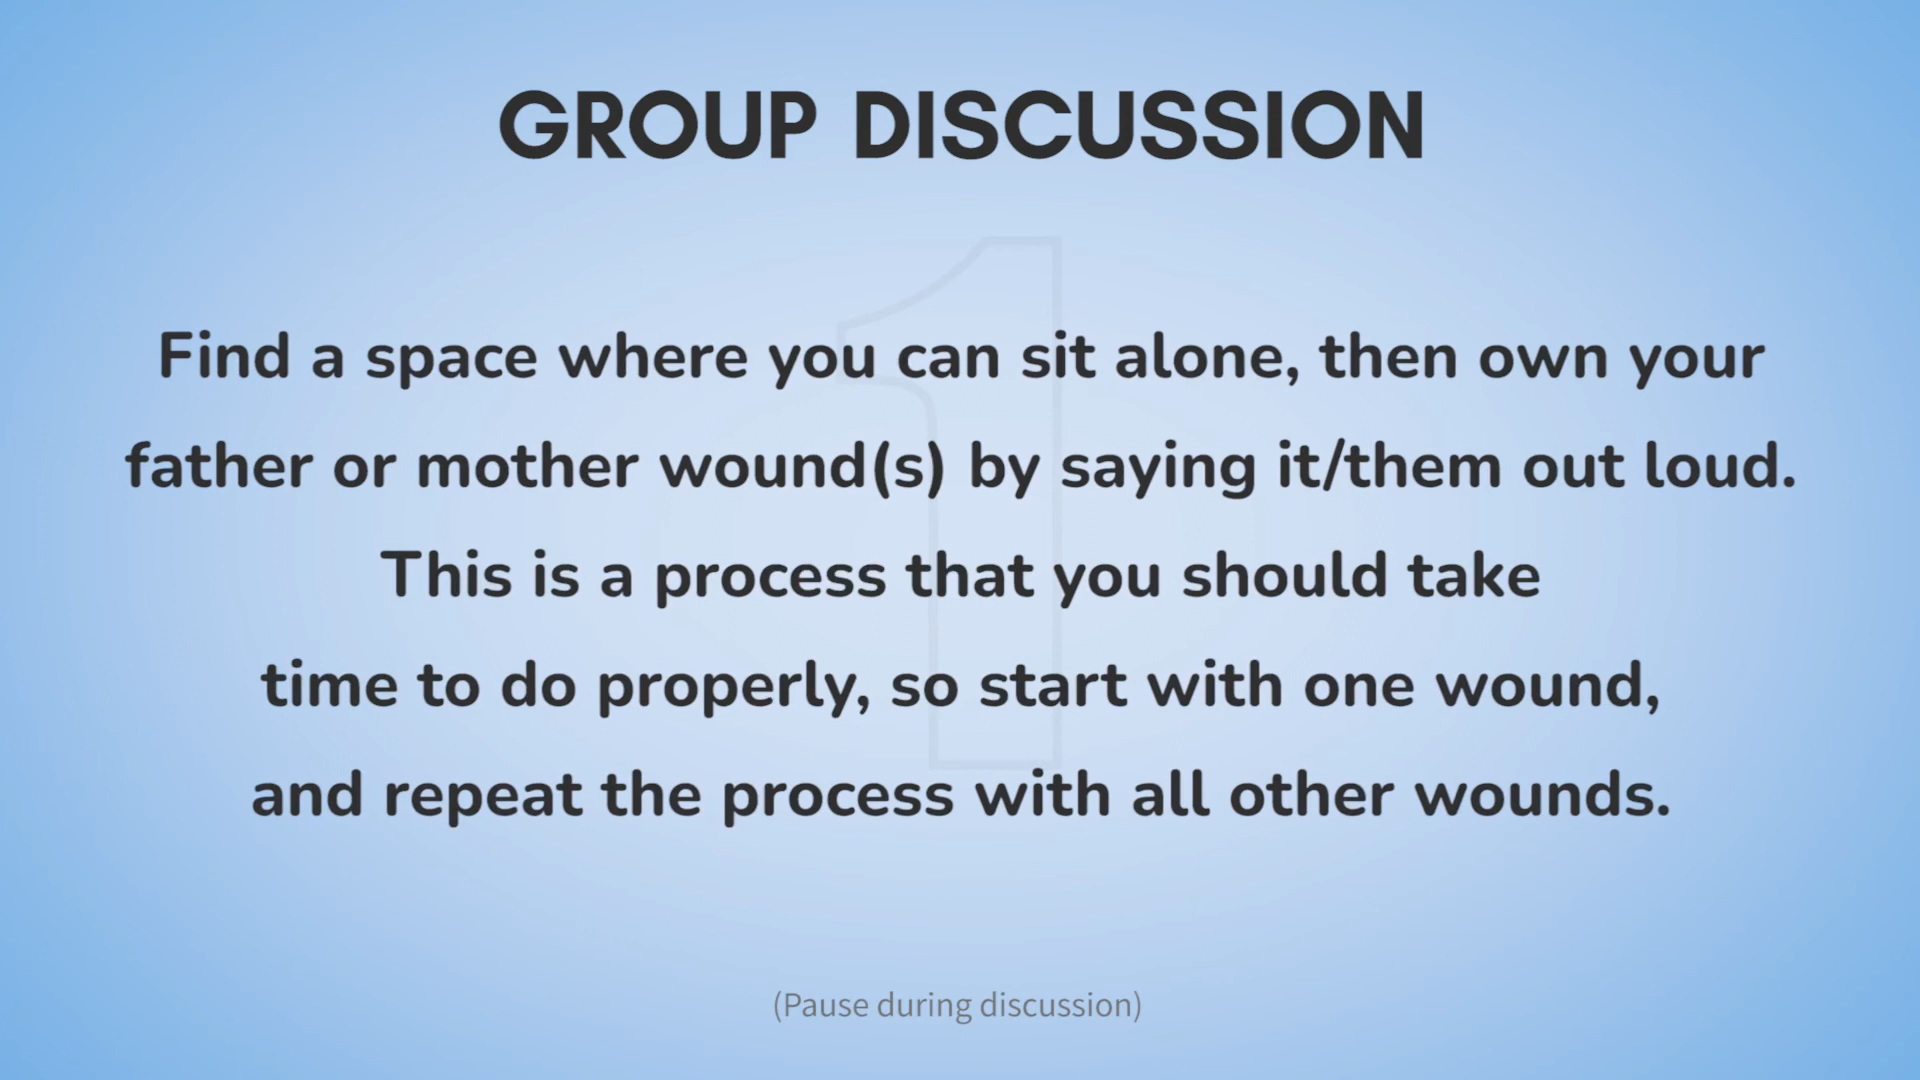 GROUP DISCUSSION
1
Find a space where you can sit alone, then own your
father or mother wound(s) by saying it/them out loud.
This is a process that you should take
time to do properly, so start with one wound,
and repeat the process with all other wounds.
(Pause during discussion)